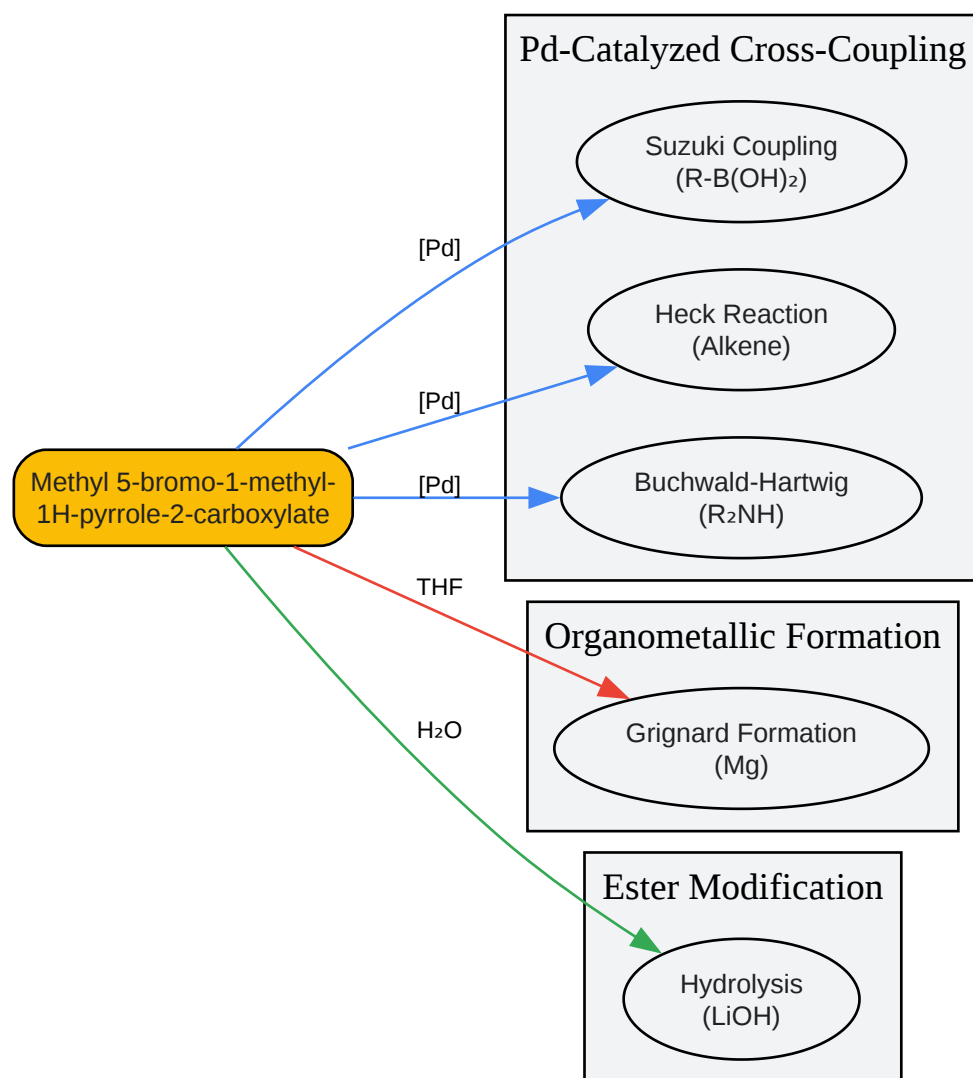 Pd-Catalyzed Cross-Coupling
Suzuki Coupling
(R-B(OH)₂)
[Pd]
Heck Reaction
(Alkene)
[Pd]
Methyl 5-bromo-1-methyl-
1H-pyrrole-2-carboxylate
[Pd]
Buchwald-Hartwig
(R₂NH)
THF
Organometallic Formation
Grignard Formation
(Mg)
H₂O
Ester Modification
Hydrolysis
(LiOH)